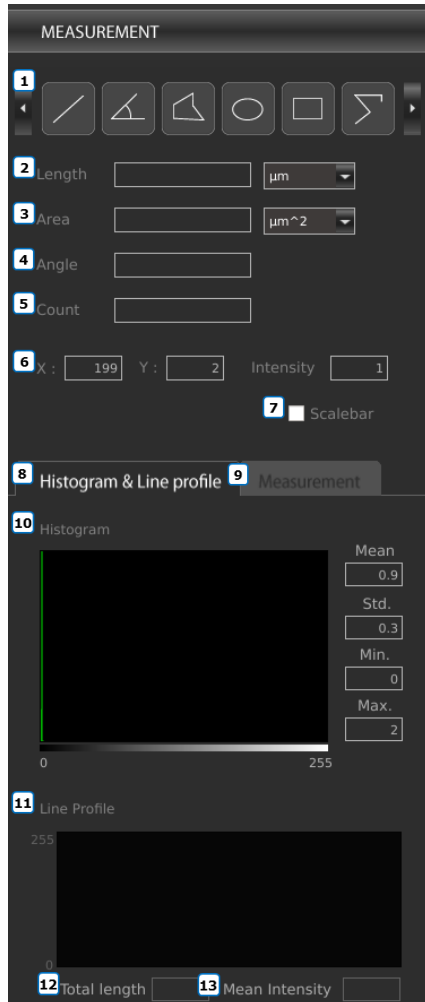 MEASUREMENT
1
2 Length µm
3 Area µm^2
4 Angle
5 Count
6 X : 199 Y : 2 Intensity 1
7 Scalebar
8 Histogram & Line profile 9 Measurement
10 Histogram
Mean
0.9
Std.
0.3
Min.
0
Max.
2
0 255
11 Line Profile
255
0
12 Total length 13 Mean Intensity